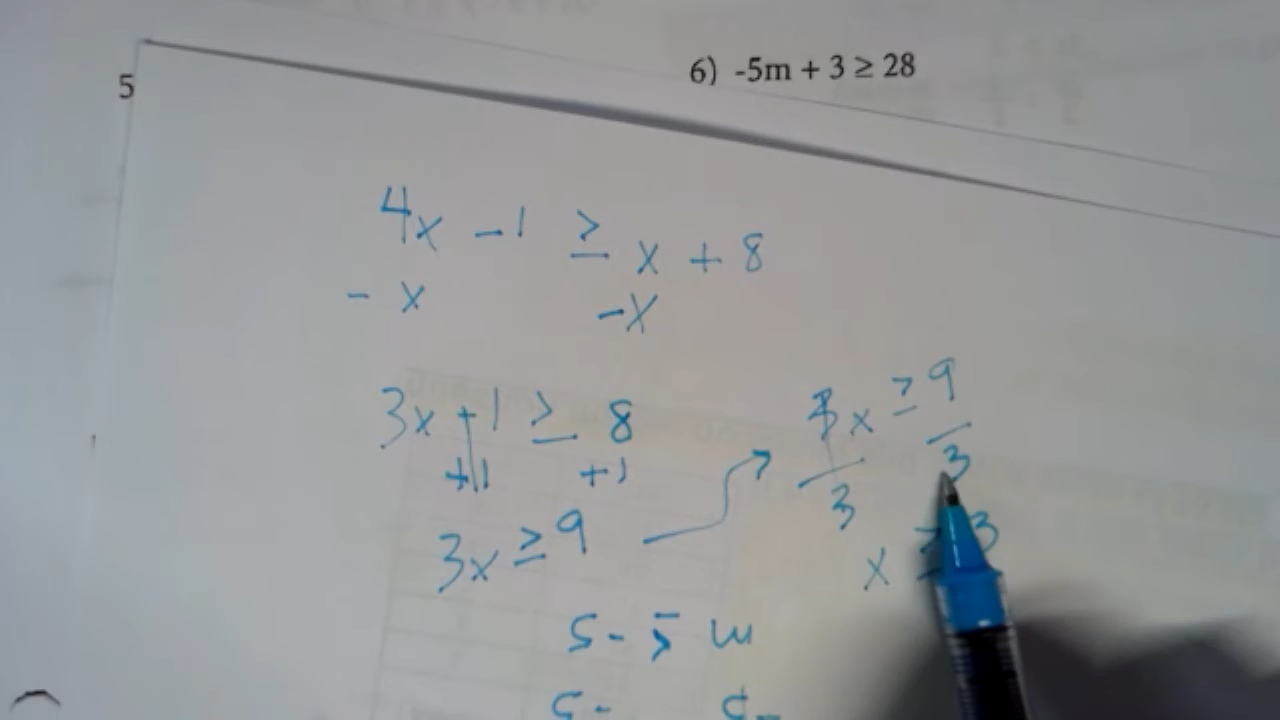 5
6) -5m + 3 ≥ 28
4x - 1 ≥ x + 8
- x -x
3x + 1 ≥ 8
+1 +1
3x ≥ 9
3x ≥ 9
3 3
x ≥ 3